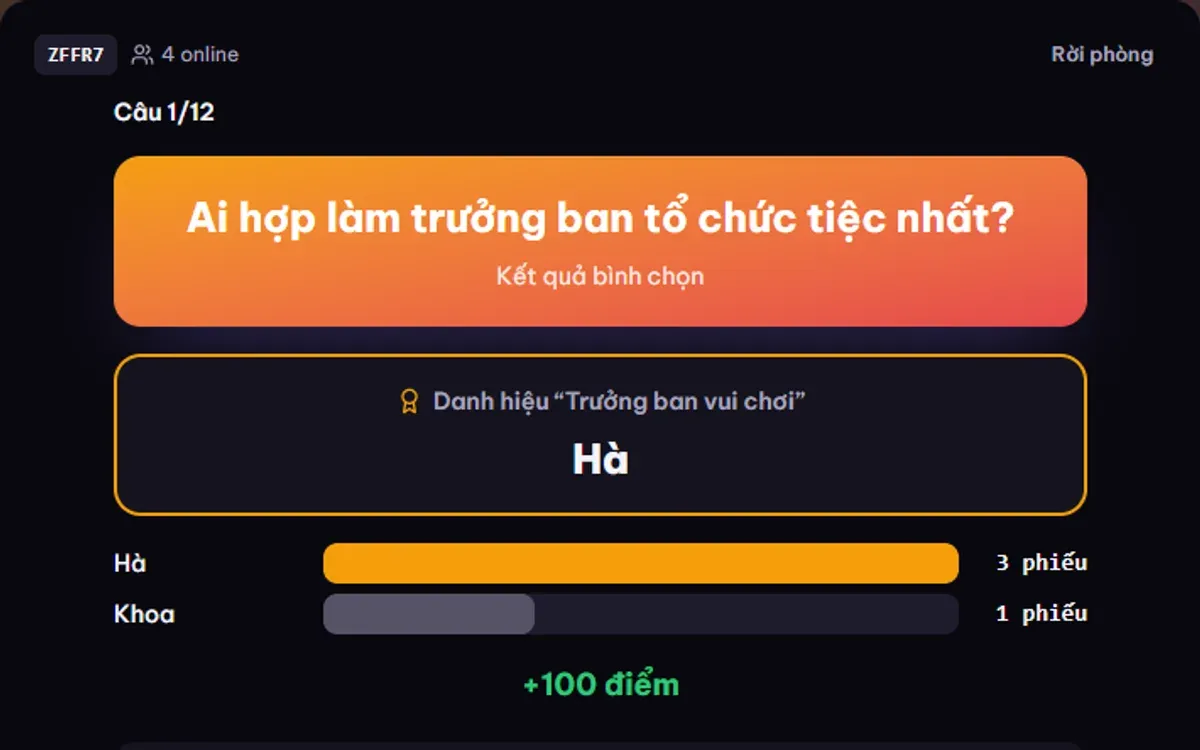 ZFFR7 4 online Rời phòng
Câu 1/12
Ai hợp làm trưởng ban tổ chức tiệc nhất?
Kết quả bình chọn
Danh hiệu “Trưởng ban vui chơi”
Hà
Hà 3 phiếu
Khoa 1 phiếu
+100 điểm